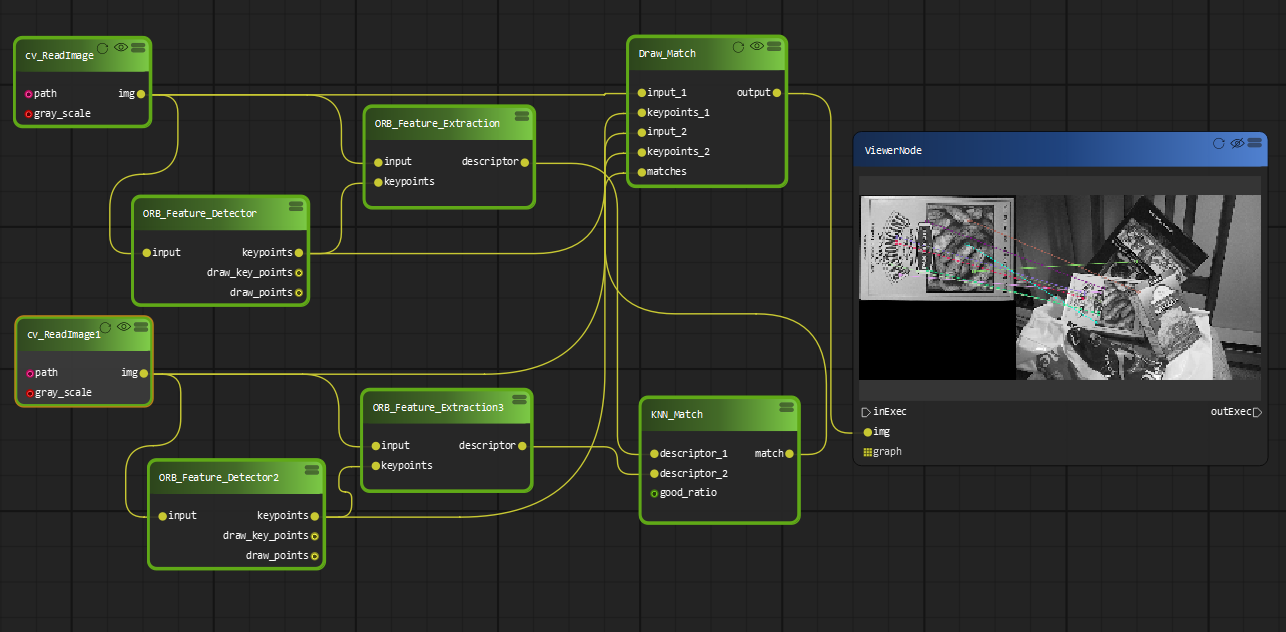 cv_ReadImage
path
img
gray_scale
ORB_Feature_Extraction
input
descriptor
keypoints
ORB_Feature_Detector
input
keypoints
draw_key_points
draw_points
cv_ReadImage1
path
img
gray_scale
ORB_Feature_Extraction3
input
descriptor
keypoints
ORB_Feature_Detector2
input
keypoints
draw_key_points
draw_points
Draw_Match
input_1
output
keypoints_1
input_2
keypoints_2
matches
KNN_Match
descriptor_1
match
descriptor_2
good_ratio
ViewerNode
inExec
outExec
img
graph